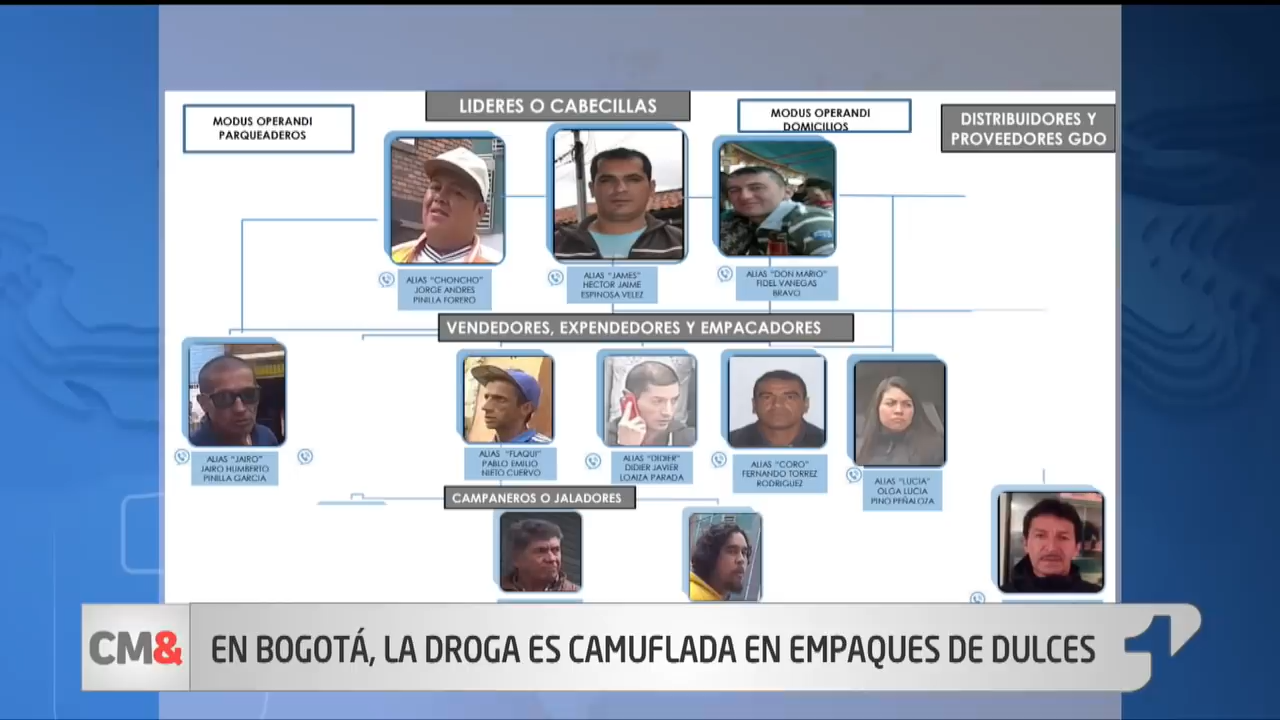 LIDERES O CABECILLAS
MODUS OPERANDI
PARQUEADEROS
MODUS OPERANDI
DOMICILIOS
DISTRIBUIDORES Y
PROVEEDORES GDO
ALIAS "CHONCHO"
JORGE ANDRES
PINILLA FORERO
ALIAS "JAMES"
HECTOR JAIME
ESPINOSA VELEZ
ALIAS "DON MARIO"
FIDEL VANEGAS
BRAVO
VENDEDORES, EXPENDEDORES Y EMPACADORES
ALIAS "JAIRO"
JAIRO HUMBERTO
PINILLA GARCIA
ALIAS "FLAQUI"
PABLO EMILIO
NIETO CUERVO
ALIAS "DIDIER"
DIDIER JAVIER
LOAIZA PARADA
ALIAS "CORO"
FERNANDO TORREZ
RODRIGUEZ
ALIAS "LUCIA"
OLGA LUCIA
PINO PEÑALOZA
CAMPANEROS O JALADORES
CM&
EN BOGOTÁ, LA DROGA ES CAMUFLADA EN EMPAQUES DE DULCES
1